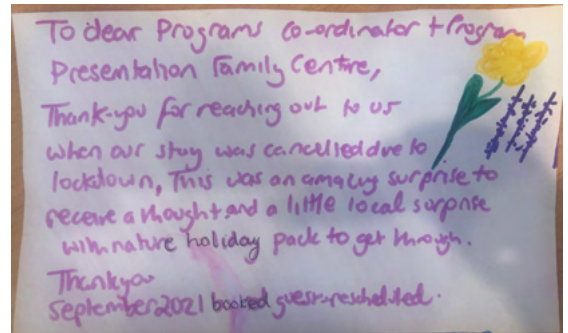 To dear Programs co-ordinator + Program
Presentation Family Centre,
Thank-you for reaching out to us
when our stay was cancelled due to
lockdown, This was an amazing surprise to
receive a thought and a little local surprise
with nature holiday pack to get through.
Thankyou
September 2021 booked guest-rescheduled.